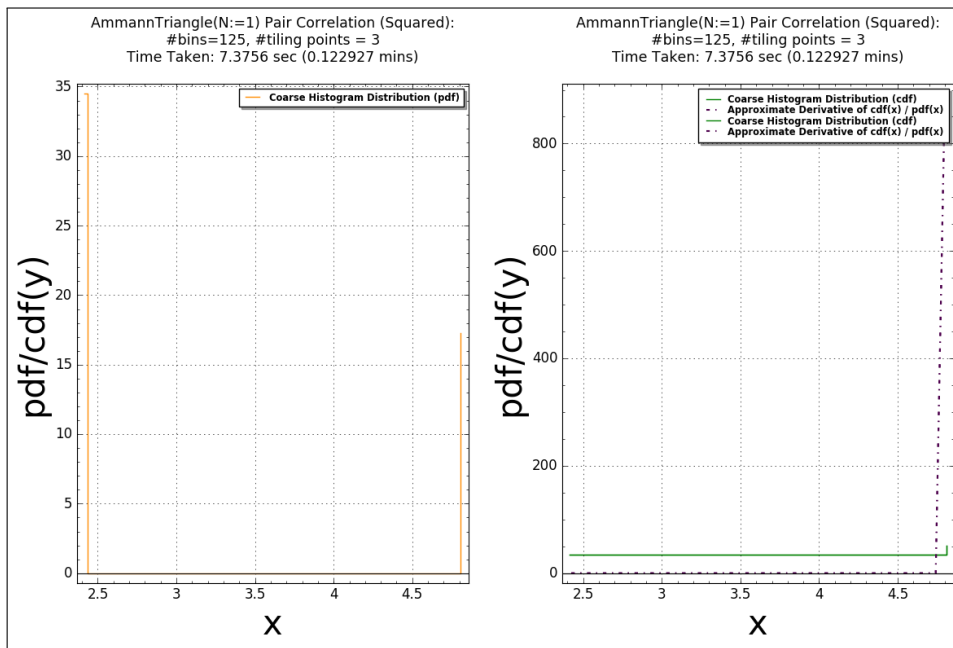 AmmannTriangle(N:=1) Pair Correlation (Squared):
#bins=125, #tiling points = 3
Time Taken: 7.3756 sec (0.122927 mins)
Coarse Histogram Distribution (pdf)
35
30
25
20
15
10
5
0
pdf/cdf(y)
2.5 3 3.5 4 4.5
x
AmmannTriangle(N:=1) Pair Correlation (Squared):
#bins=125, #tiling points = 3
Time Taken: 7.3756 sec (0.122927 mins)
Coarse Histogram Distribution (cdf)
Approximate Derivative of cdf(x) / pdf(x)
Coarse Histogram Distribution (cdf)
Approximate Derivative of cdf(x) / pdf(x)
800
600
400
200
0
pdf/cdf(y)
2.5 3 3.5 4 4.5
x